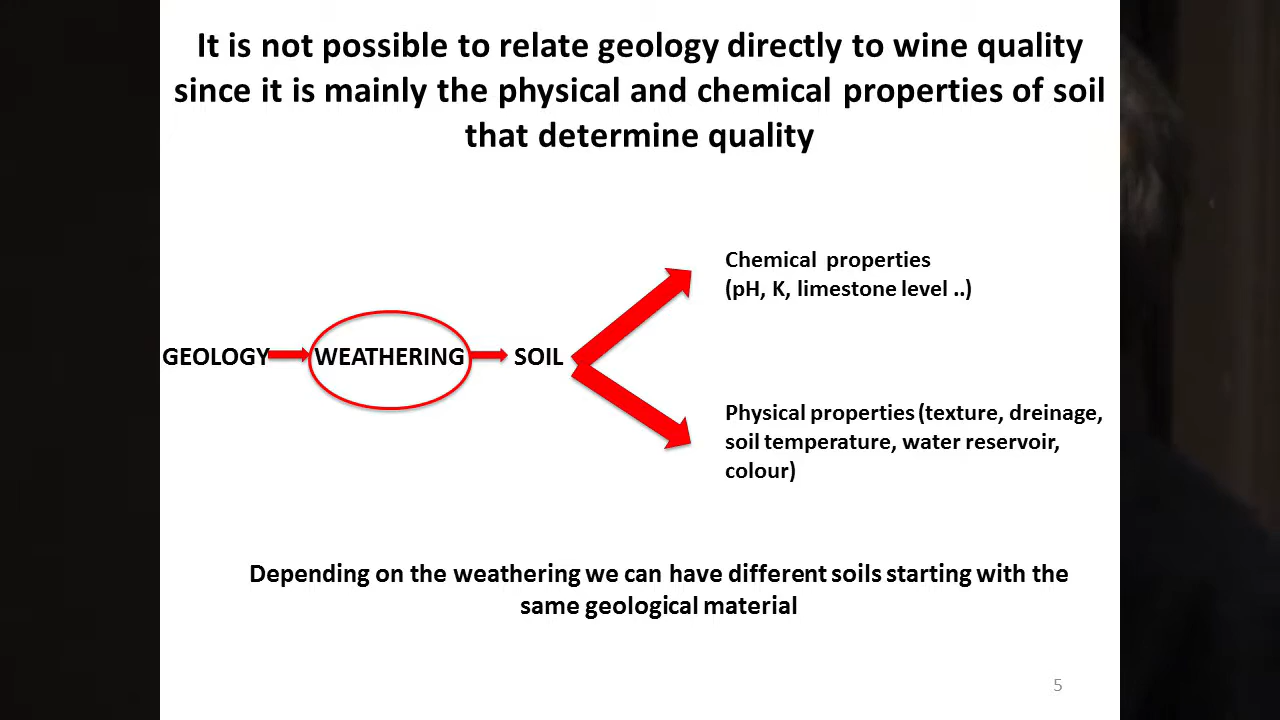 It is not possible to relate geology directly to wine quality
since it is mainly the physical and chemical properties of soil
that determine quality
Chemical properties
(pH, K, limestone level ..)
GEOLOGY WEATHERING SOIL
Physical properties (texture, dreinage,
soil temperature, water reservoir,
colour)
Depending on the weathering we can have different soils starting with the
same geological material
5